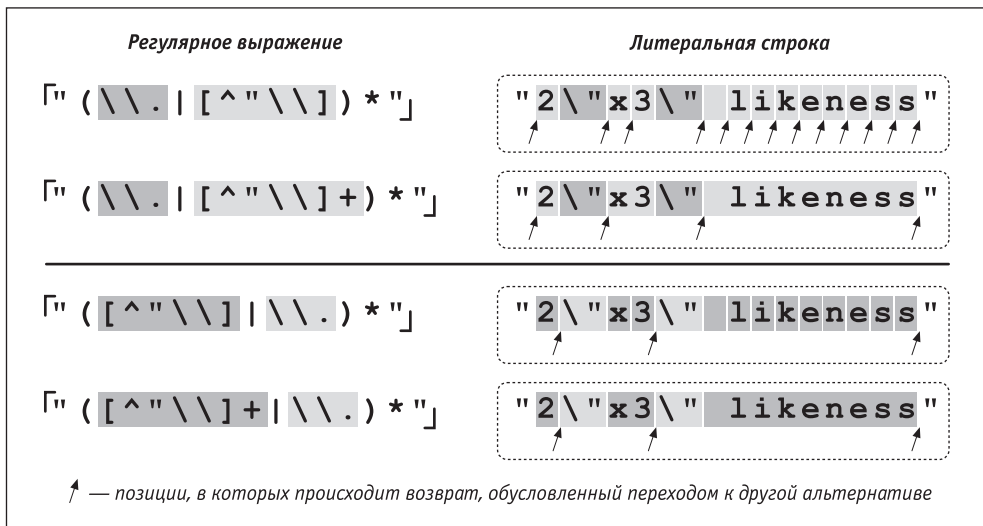 Регулярное выражение Литеральная строка
⌈"(\\.|[^"\\])*"⌋ "2\"x3\" likeness"
⌈"(\\.|[^"\\]+)*"⌋ "2\"x3\" likeness"
⌈"([^"\\]|\\.)*"⌋ "2\"x3\" likeness"
⌈"([^"\\]+|\\.)*"⌋ "2\"x3\" likeness"
— позиции, в которых происходит возврат, обусловленный переходом к другой альтернативе